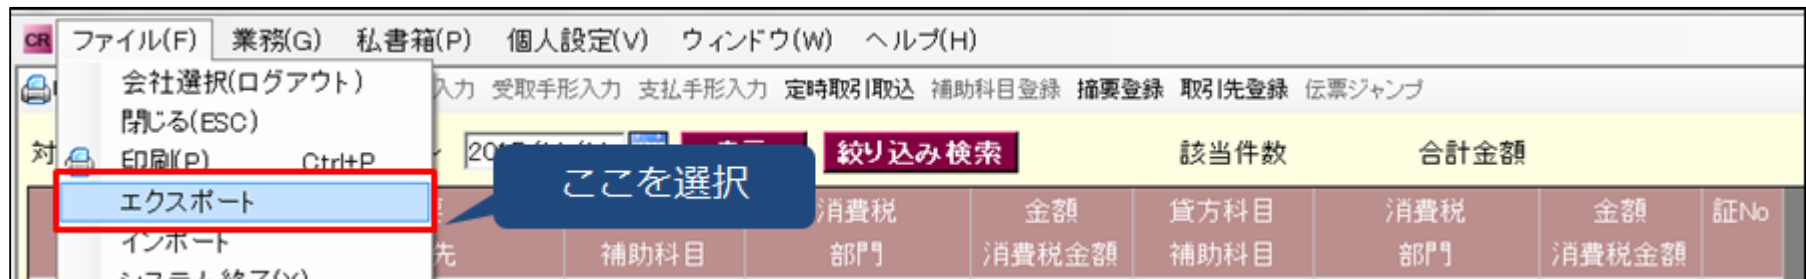 CR ファイル(F) 業務(G) 私書箱(P) 個人設定(V) ウィンドウ(W) ヘルプ(H)
会社選択(ログアウト) 入力 受取手形入力 支払手形入力 定時取引取込 補助科目登録 摘要登録 取引先登録 伝票ジャンプ
閉じる(ESC)
対 印刷(P) Ctrl+P 絞り込み検索 該当件数 合計金額
ここを選択
エクスポート 消費税 金額 貸方科目 消費税 金額 証No
インポート 先 補助科目 部門 消費税金額 補助科目 部門 消費税金額
システム終了(X)